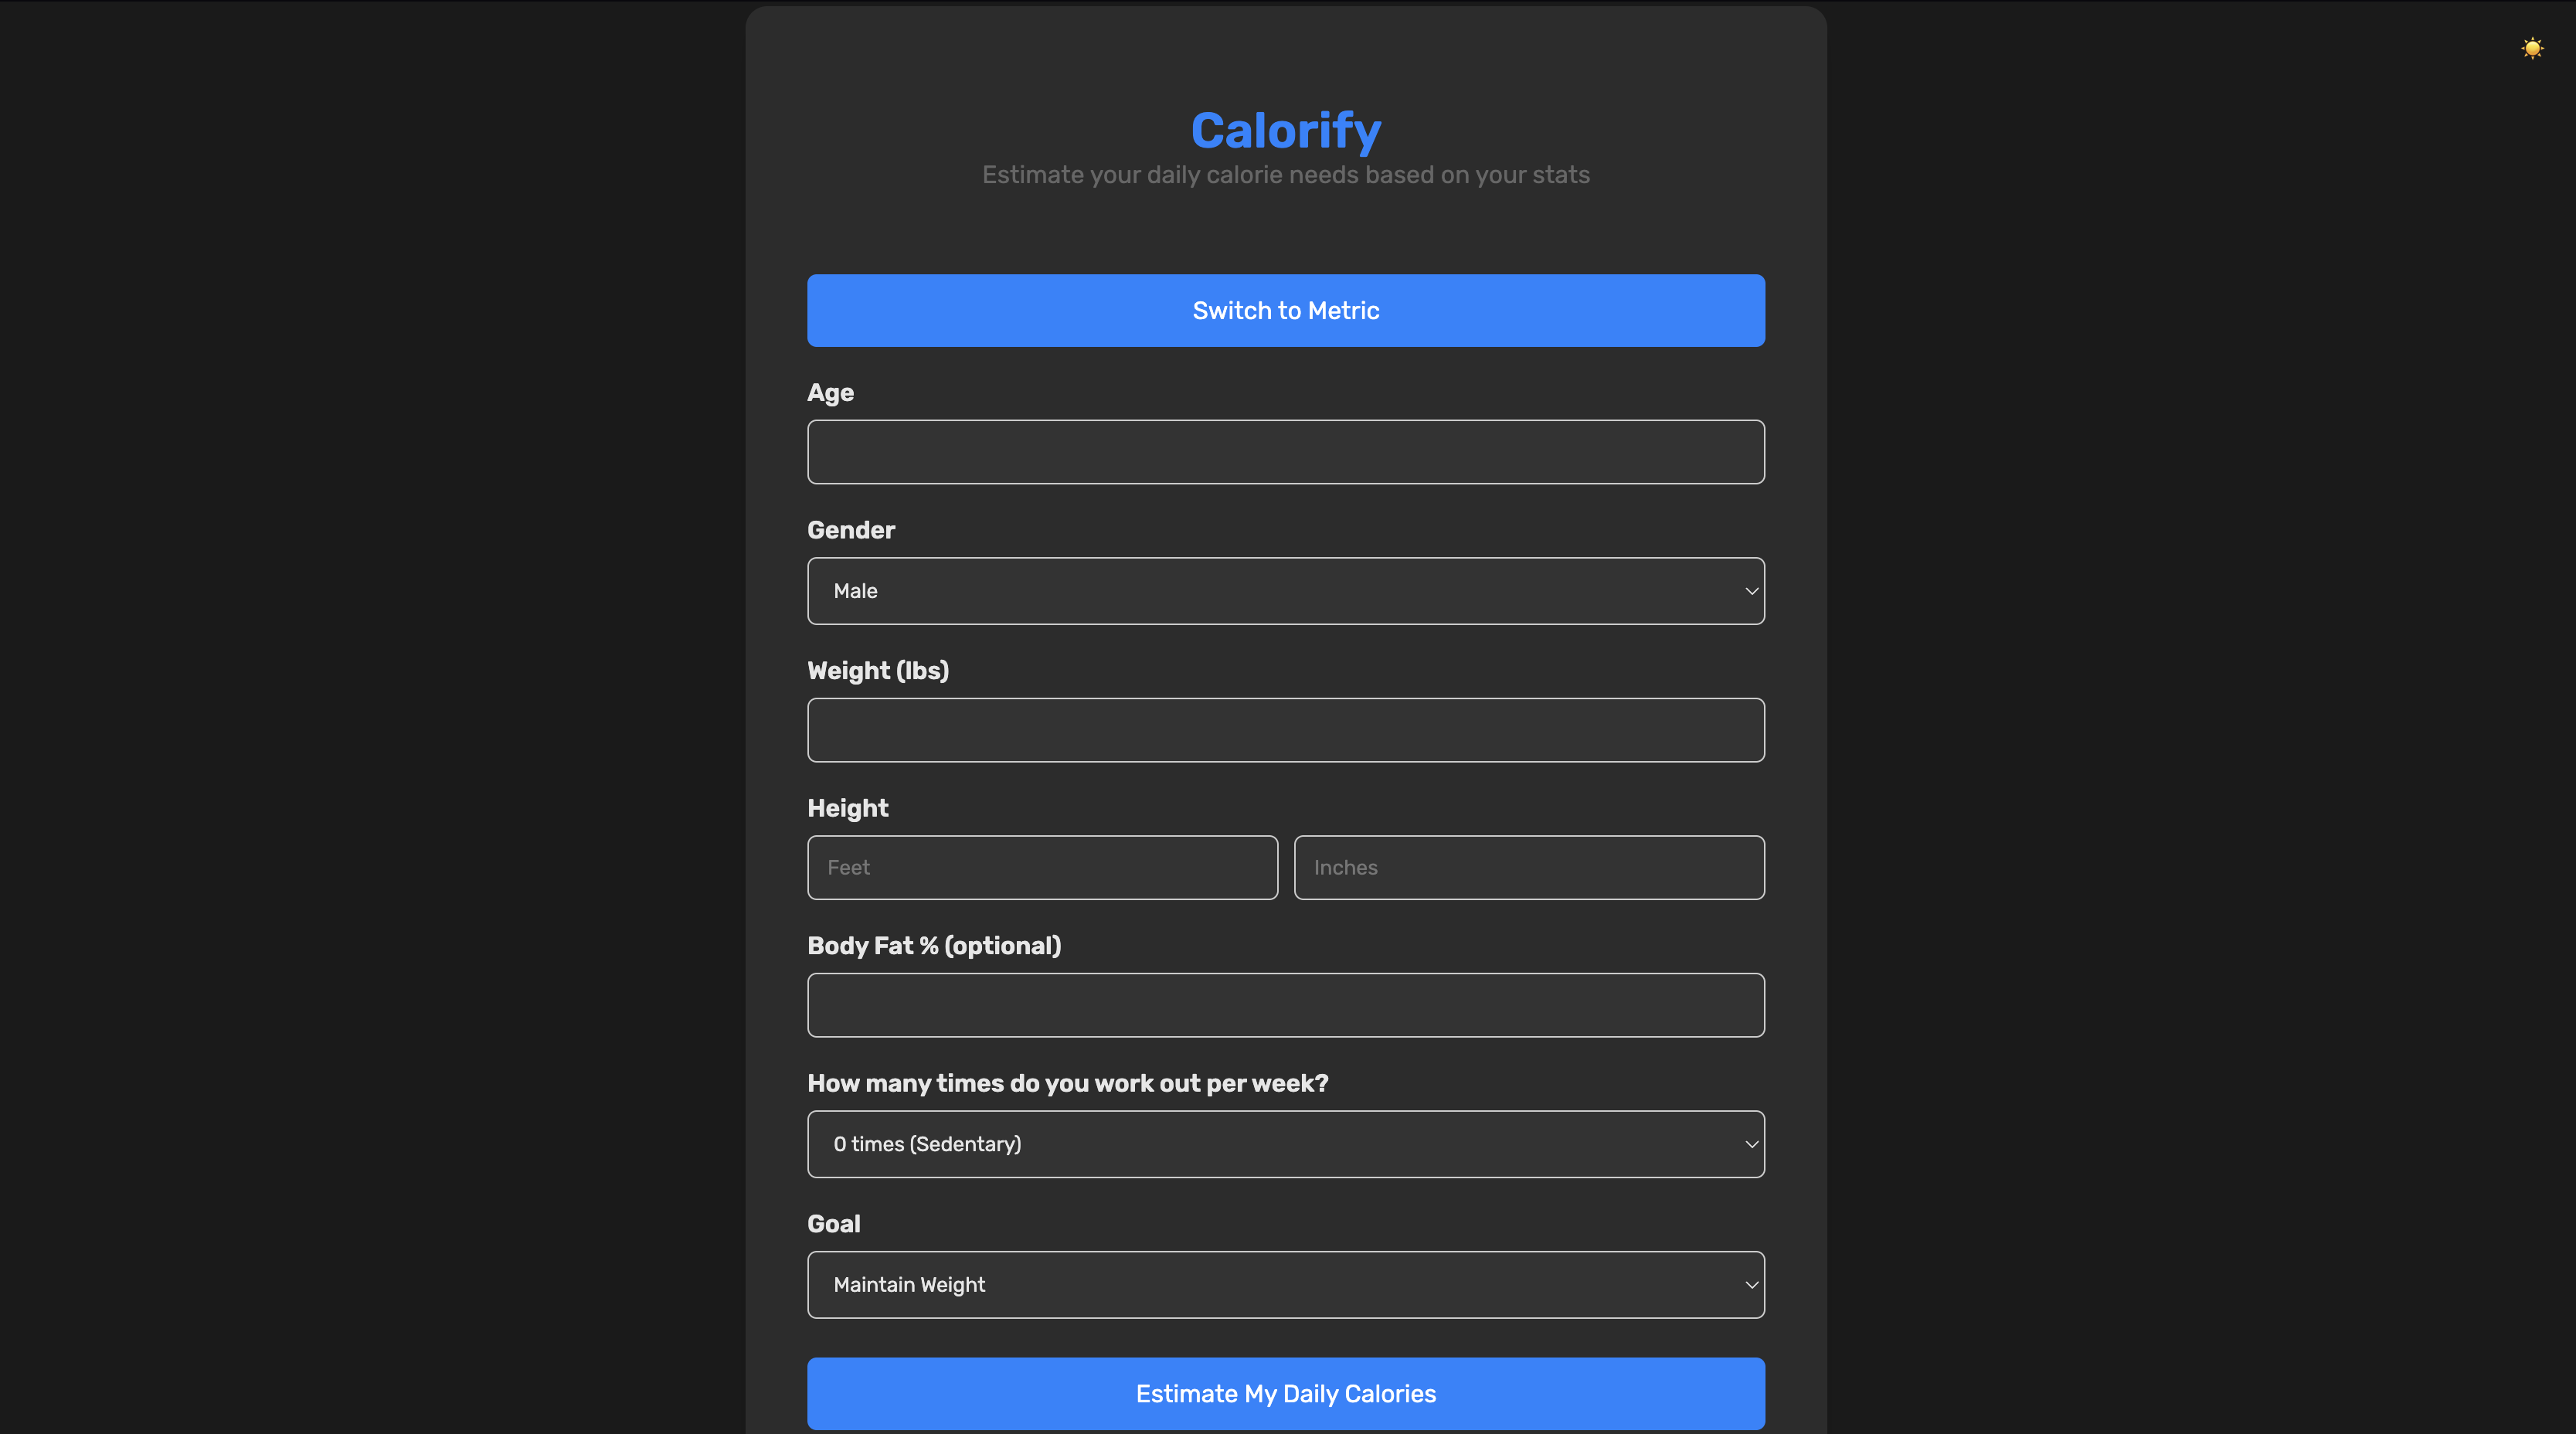 Calorify
Estimate your daily calorie needs based on your stats
Switch to Metric
Age
Gender
Male
Weight (lbs)
Height
Feet
Inches
Body Fat % (optional)
How many times do you work out per week?
0 times (Sedentary)
Goal
Maintain Weight
Estimate My Daily Calories